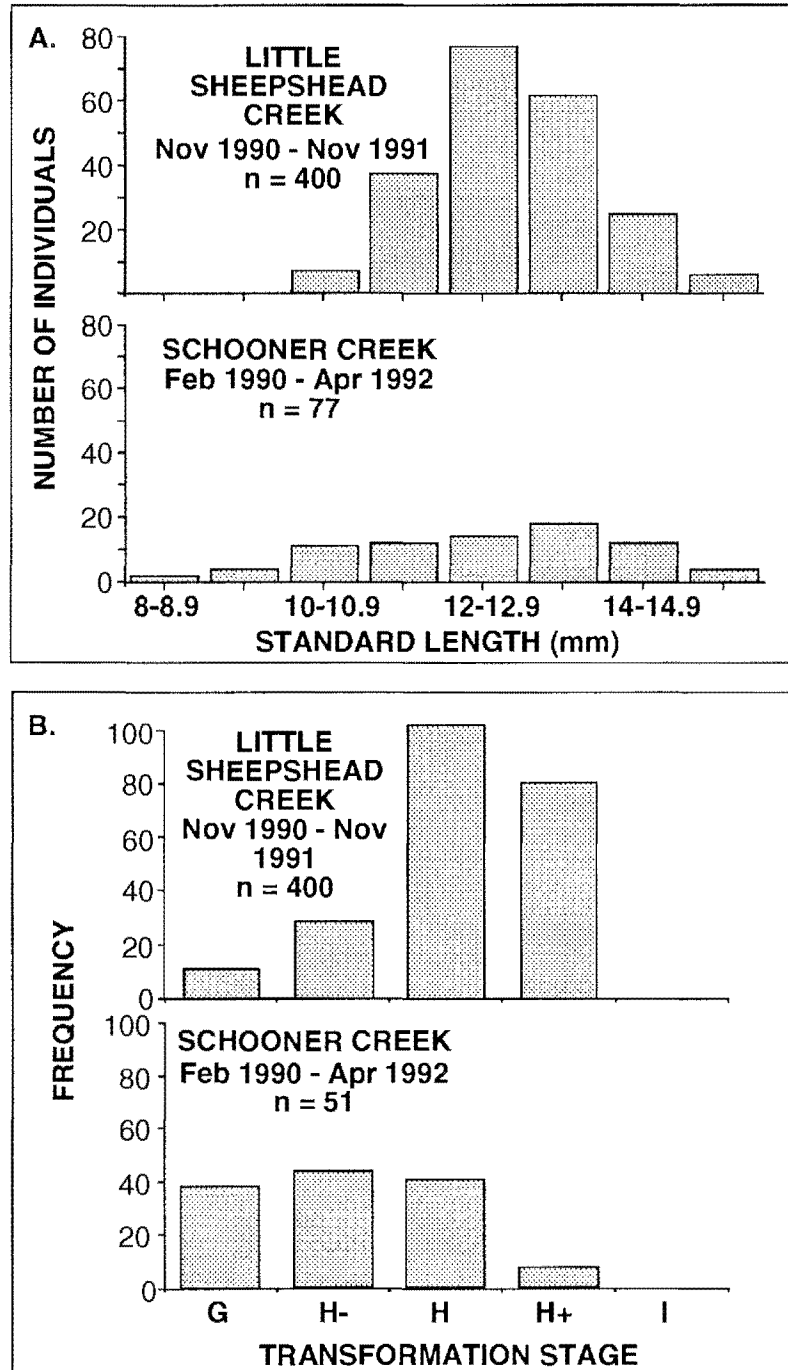 A.
80
60
40
20
NUMBER OF INDIVIDUALS
LITTLE
SHEEPSHEAD
CREEK
Nov 1990 - Nov 1991
n = 400
80
60
40
20
0
SCHOONER CREEK
Feb 1990 - Apr 1992
n = 77
8-8.9 10-10.9 12-12.9 14-14.9
STANDARD LENGTH (mm)
B.
100
80
60
40
20
0
FREQUENCY
LITTLE
SHEEPSHEAD
CREEK
Nov 1990 - Nov
1991
n = 400
100
80
60
40
20
0
SCHOONER CREEK
Feb 1990 - Apr 1992
n = 51
G H- H H+ I
TRANSFORMATION STAGE